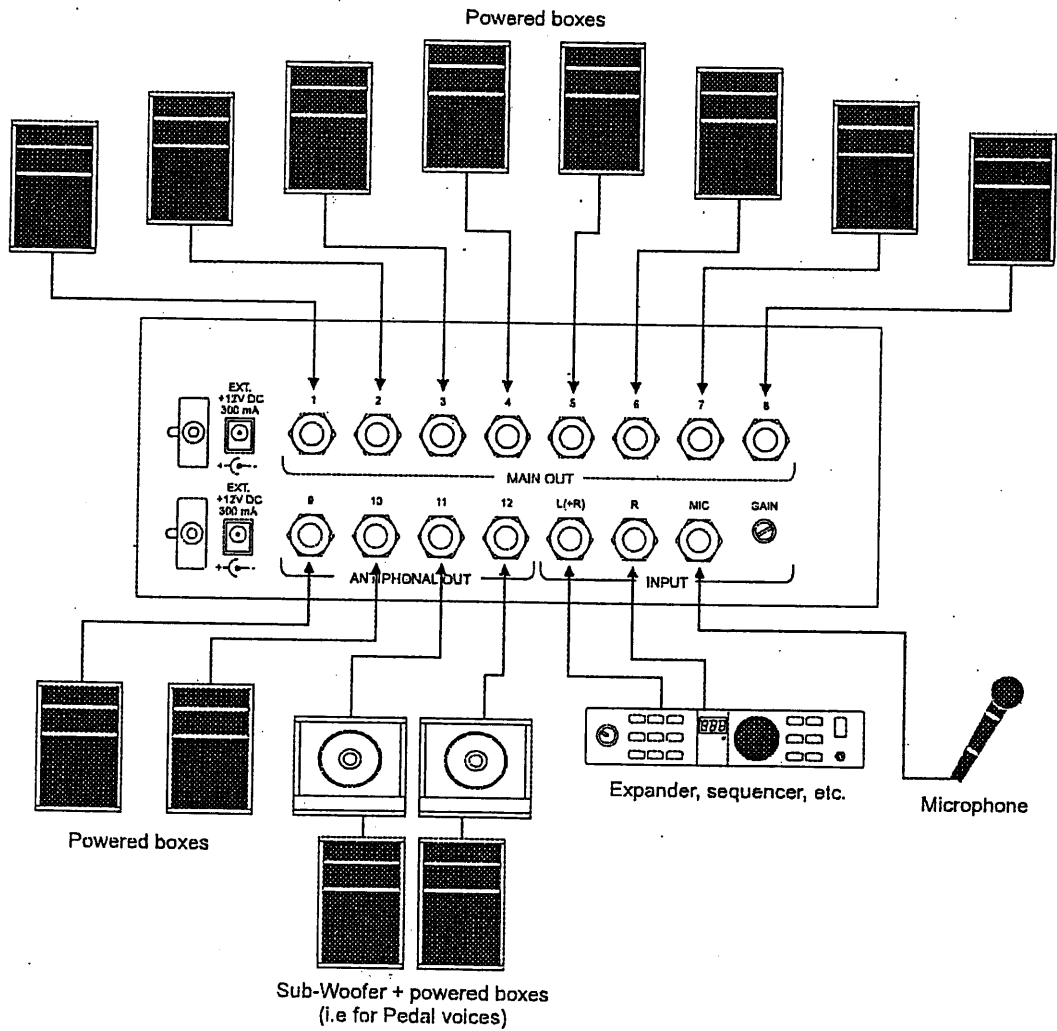 Powered boxes
EXT.
+12V DC
300 mA
1 2 3 4 5 6 7 8
+ -
MAIN OUT
EXT.
+12V DC
300 mA
9 10 11 12 L(+R) R MIC GAIN
+ -
ANTIPHONAL OUT INPUT
888
Powered boxes
Expander, sequencer, etc.
Microphone
Sub-Woofer + powered boxes
(i.e for Pedal voices)